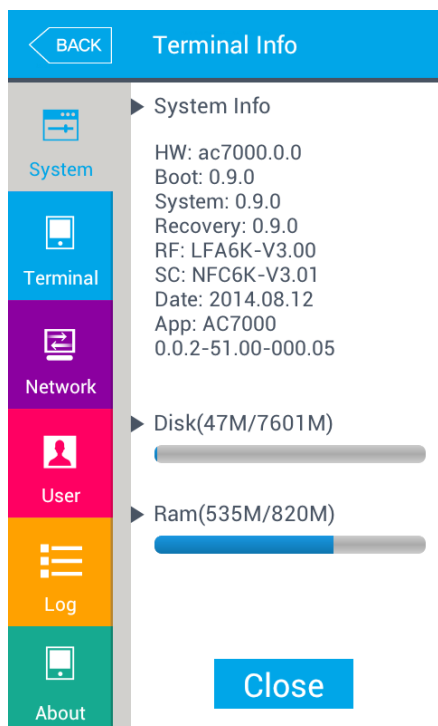 BACK
Terminal Info
System
Terminal
Network
User
Log
About
System Info
HW: ac7000.0.0
Boot: 0.9.0
System: 0.9.0
Recovery: 0.9.0
RF: LFA6K-V3.00
SC: NFC6K-V3.01
Date: 2014.08.12
App: AC7000
0.0.2-51.00-000.05
Disk(47M/7601M)
Ram(535M/820M)
Close